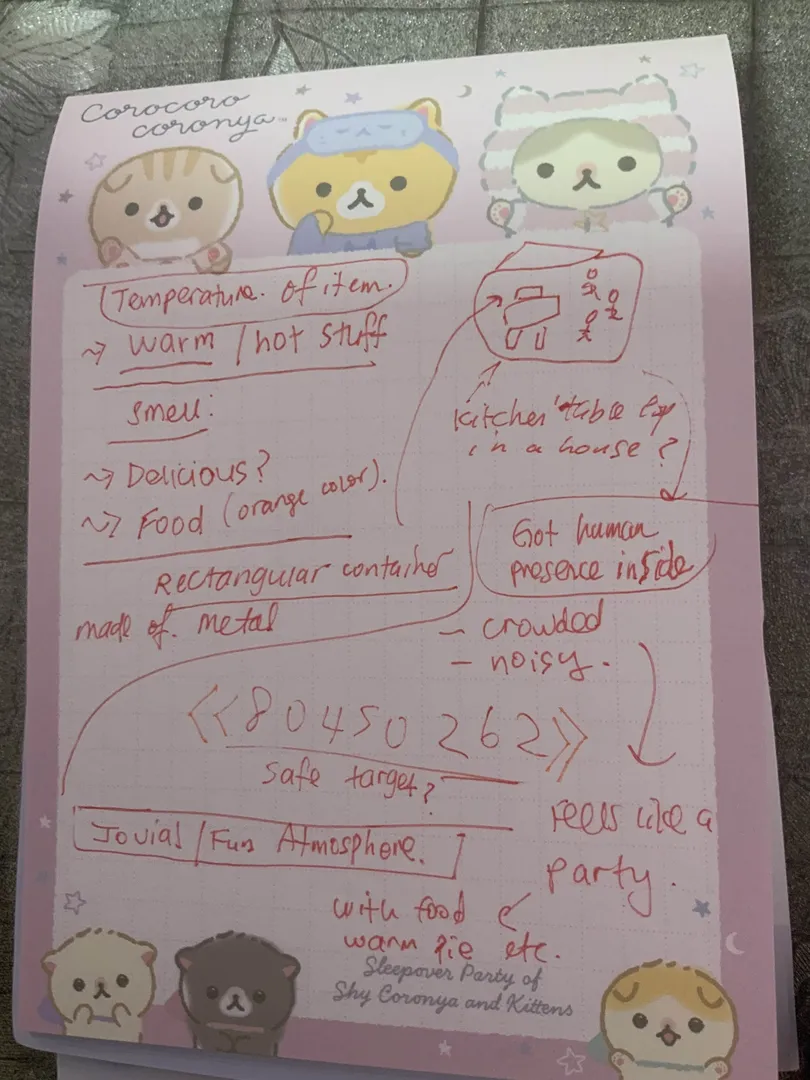 Corocoro
coronya™
Temperature. of item.
~> warm / hot stuff
Smell:
~> Delicious?
~> Food (orange color).
Rectangular container
made of. metal
kitchen table top
in a house?
Got human
presence inside
- crowded
- noisy.
<<80450262>>
Safe target?
Feels like a
party.
Jovial / Fun Atmosphere.
with food
warm pie etc.
Sleepover Party of
Shy Coronya and Kittens